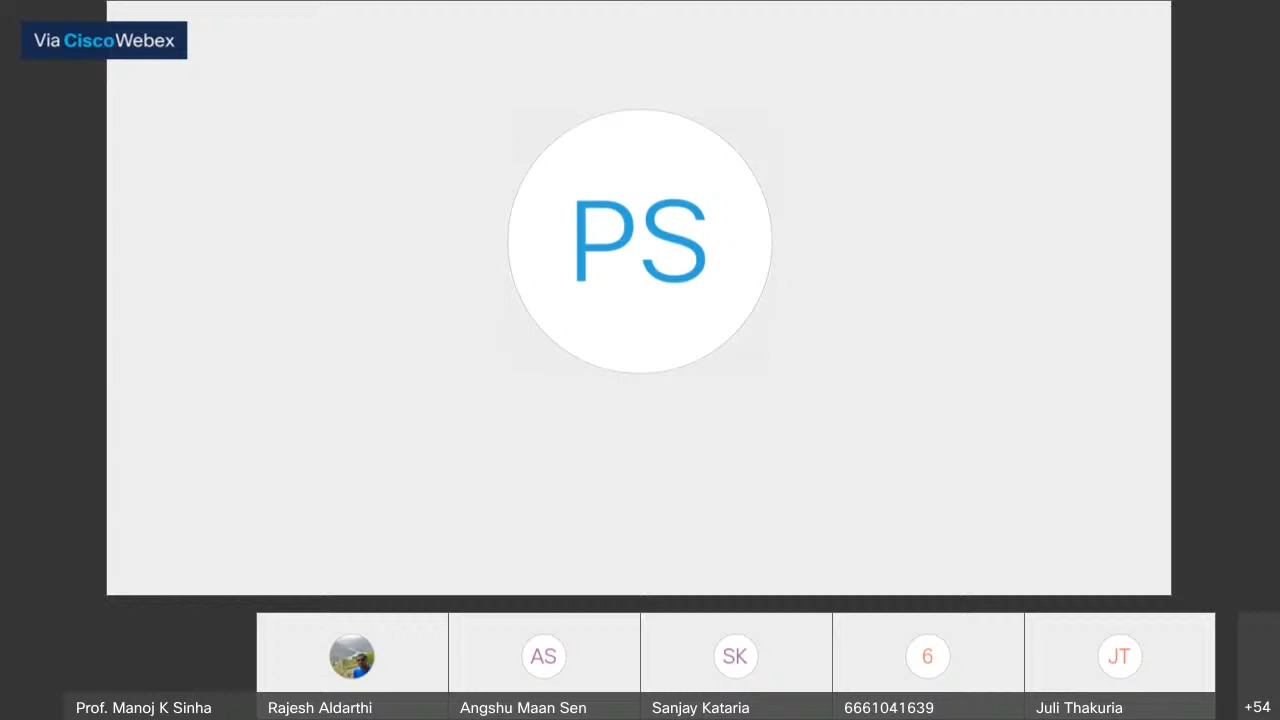 Via CiscoWebex
PS
AS
SK
6
JT
Prof. Manoj K Sinha
Rajesh Aldarthi
Angshu Maan Sen
Sanjay Kataria
6661041639
Juli Thakuria
+54